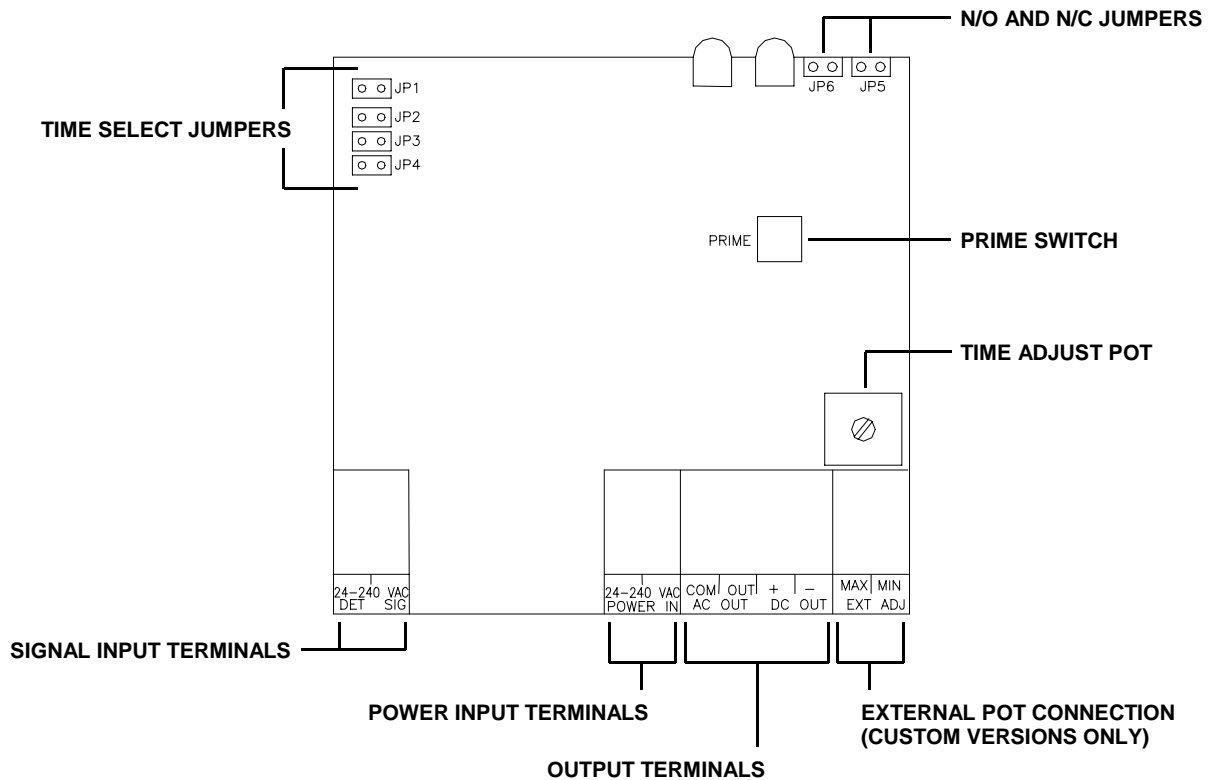 N/O AND N/C JUMPERS
JP6 JP5
JP1
JP2
JP3
JP4
TIME SELECT JUMPERS
PRIME
PRIME SWITCH
TIME ADJUST POT
24-240 VAC
DET SIG
24-240 VAC
POWER IN
COM OUT + -
AC OUT DC OUT
MAX MIN
EXT ADJ
SIGNAL INPUT TERMINALS
POWER INPUT TERMINALS
OUTPUT TERMINALS
EXTERNAL POT CONNECTION
(CUSTOM VERSIONS ONLY)